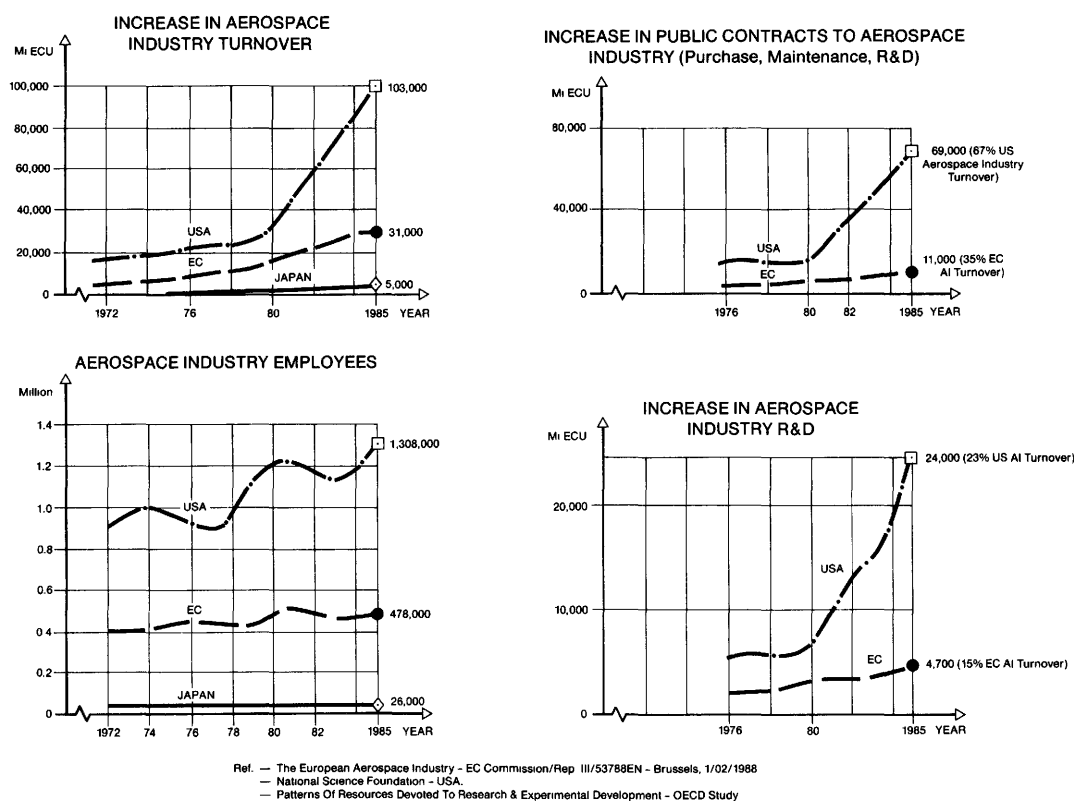 INCREASE IN AEROSPACE
INDUSTRY TURNOVER
Mı ECU
100,000
80,000
60,000
40,000
20,000
0
103,000
31,000
5,000
USA
EC
JAPAN
1972
76
80
1985
YEAR
INCREASE IN PUBLIC CONTRACTS TO AEROSPACE
INDUSTRY (Purchase, Maintenance, R&D)
Mı ECU
80,000
40,000
0
69,000 (67% US
Aerospace Industry
Turnover)
11,000 (35% EC
AI Turnover)
USA
EC
1976
80
82
1985
YEAR
AEROSPACE INDUSTRY EMPLOYEES
Million
1.4
1.2
1.0
0.8
0.6
0.4
0.2
0
1,308,000
478,000
26,000
USA
EC
JAPAN
1972
74
76
78
80
82
1985
YEAR
INCREASE IN AEROSPACE
INDUSTRY R&D
Mı ECU
20,000
10,000
0
24,000 (23% US AI Turnover)
4,700 (15% EC AI Turnover)
USA
EC
1976
80
1985
YEAR
Ref. — The European Aerospace Industry - EC Commission/Rep III/53788EN - Brussels, 1/02/1988
— National Science Foundation - USA.
— Patterns Of Resources Devoted To Research & Experimental Development - OECD Study